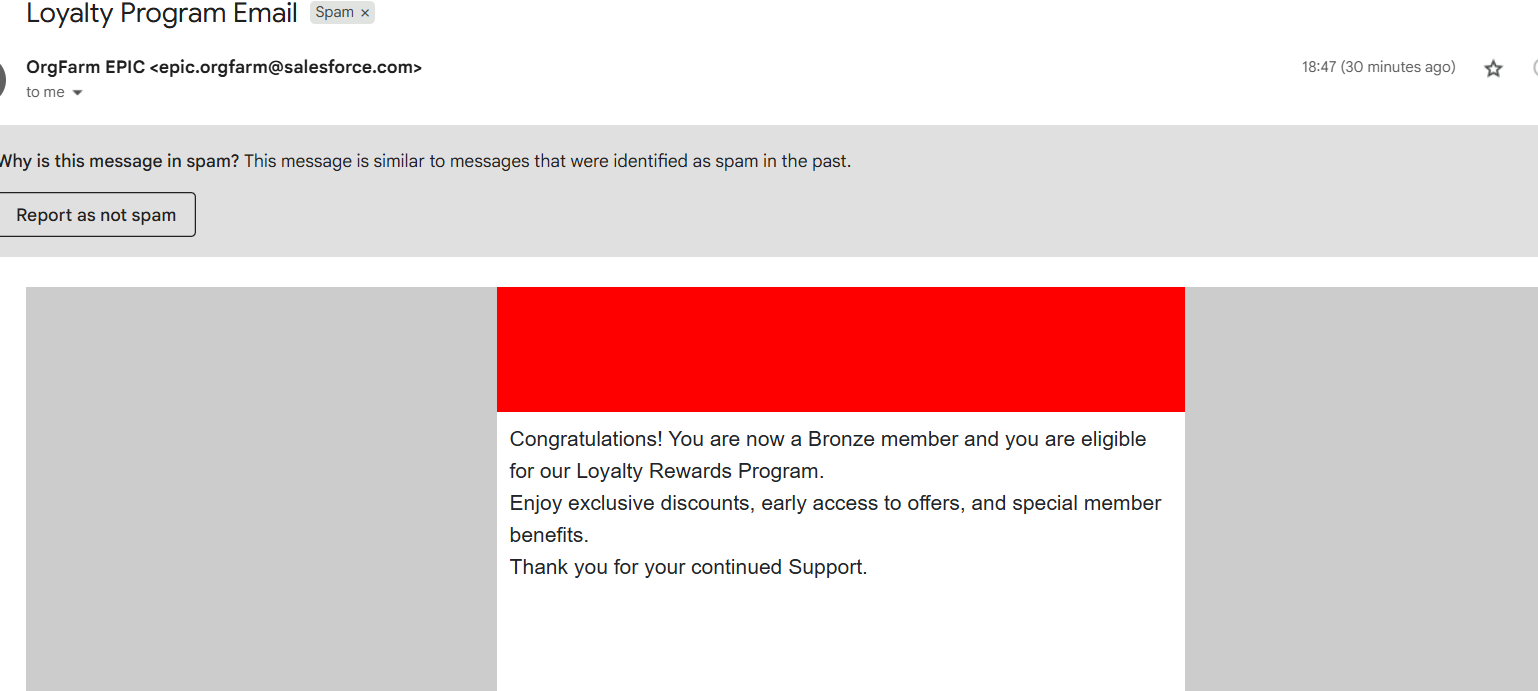 Loyalty Program Email Spam ×
OrgFarm EPIC <epic.orgfarm@salesforce.com> 18:47 (30 minutes ago)
to me
Why is this message in spam? This message is similar to messages that were identified as spam in the past.
Report as not spam
Congratulations! You are now a Bronze member and you are eligible
for our Loyalty Rewards Program.
Enjoy exclusive discounts, early access to offers, and special member
benefits.
Thank you for your continued Support.